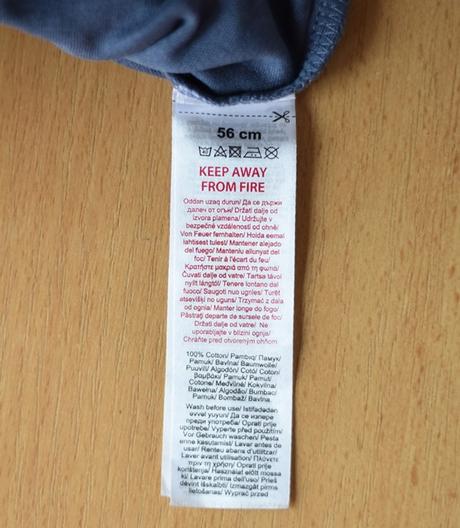 56 cm
KEEP AWAY
FROM FIRE
Oddan uzaq durun/ Да се държи
далеч от огън/ Držati dalje od
izvora plamena/ Udržujte v
bezpečné vzdálenosti od ohně/
Von Feuer fernhalten/ Hoida eemal
lahtisest tulest/ Mantener alejado
del fuego/ Manteniu allunyat del
foc/ Tenir à l'écart du feu/
Κρατήστε μακριά από τη φωτιά/
Čuvati dalje od vatre/ Tartsa távol
nyílt lángtól/ Tenere lontano dal
fuoco/ Saugoti nuo ugnies/ Turēt
atsevišķi no uguns/ Trzymać z dala
od ognia/ Manter longe do fogo/
Păstrați departe de sursele de foc/
Držati dalje od vatre/ Ne
uporabljajte v bližini ognja/
Chráňte pred otvoreným ohňom
100% Cotton/ Pambıq/ Памук/
Pamuk/ Bavlna/ Baumwolle/
Puuvill/ Algodón/ Cotó/ Coton/
Βαμβάκι/ Pamuk/ Pamut/
Cotone/ Medvilnė/ Kokvilna/
Bawełna/ Algodão/ Bumbac/
Pamuk/ Bombaž/ Bavlna
Wash before use/ Istifadədən
əvvəl yuyun/ Да се изпере
преди употреба/ Oprati prije
upotrebe/ Vyperte před použitím/
Vor Gebrauch waschen/ Pesta
enne kasutamist/ Lavar antes de
usar/ Renteu abans d'utilitzar/
Laver avant utilisation/ Πλύνετε
πριν τη χρήση/ Oprati prije
korištenja/ Használat előtt mossa
ki/ Lavare prima dell'uso/ Prieš
dėvint išskalbti/ Izmazgāt pirms
lietošanas/ Wyprać przed